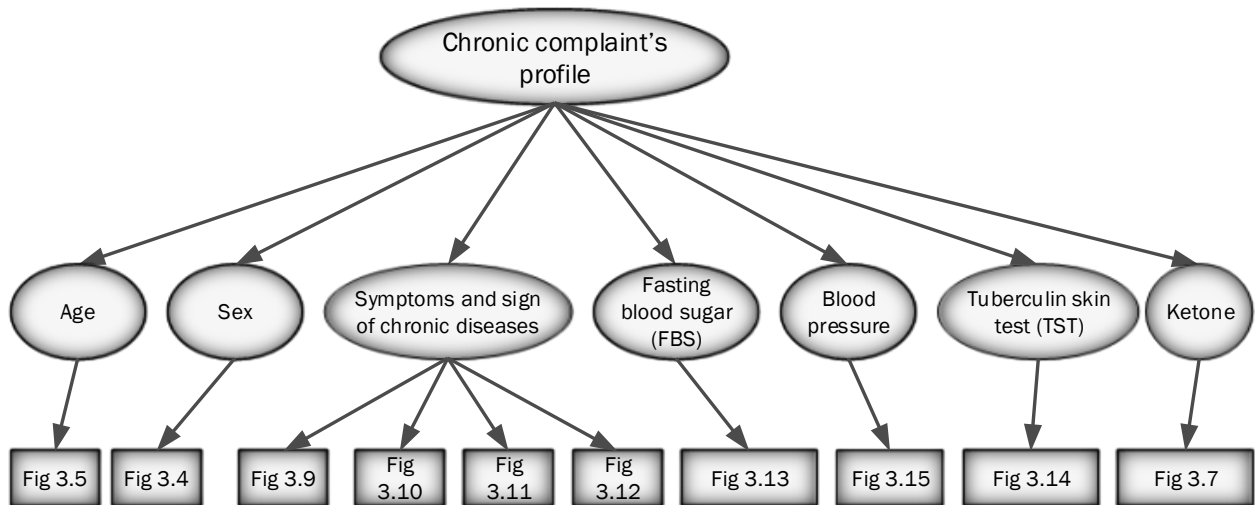 Chronic complaint's
profile
Age
Sex
Symptoms and sign
of chronic diseases
Fasting
blood sugar
(FBS)
Blood
pressure
Tuberculin skin
test (TST)
Ketone
Fig 3.5
Fig 3.4
Fig 3.9
Fig
3.10
Fig
3.11
Fig
3.12
Fig 3.13
Fig 3.15
Fig 3.14
Fig 3.7